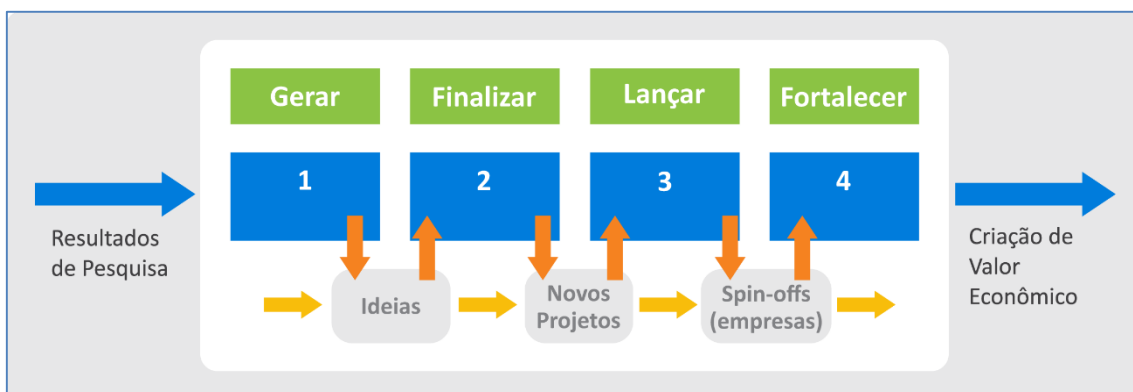 Gerar
Finalizar
Lançar
Fortalecer
1
2
3
4
Resultados
de Pesquisa
Ideias
Novos
Projetos
Spin-offs
(empresas)
Criação de
Valor
Econômico